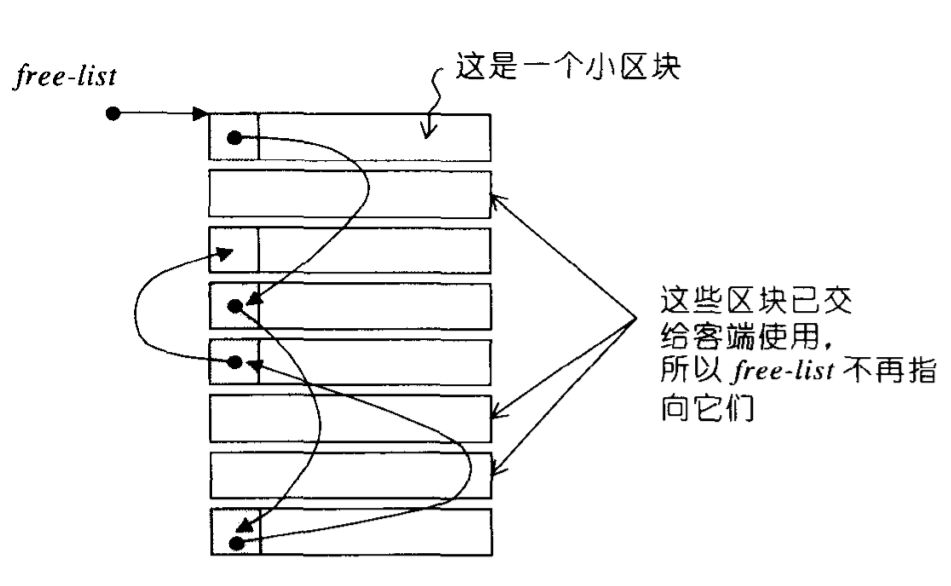 这是一个小区块
free-list
这些区块已交
给客端使用，
所以 free-list 不再指
向它们